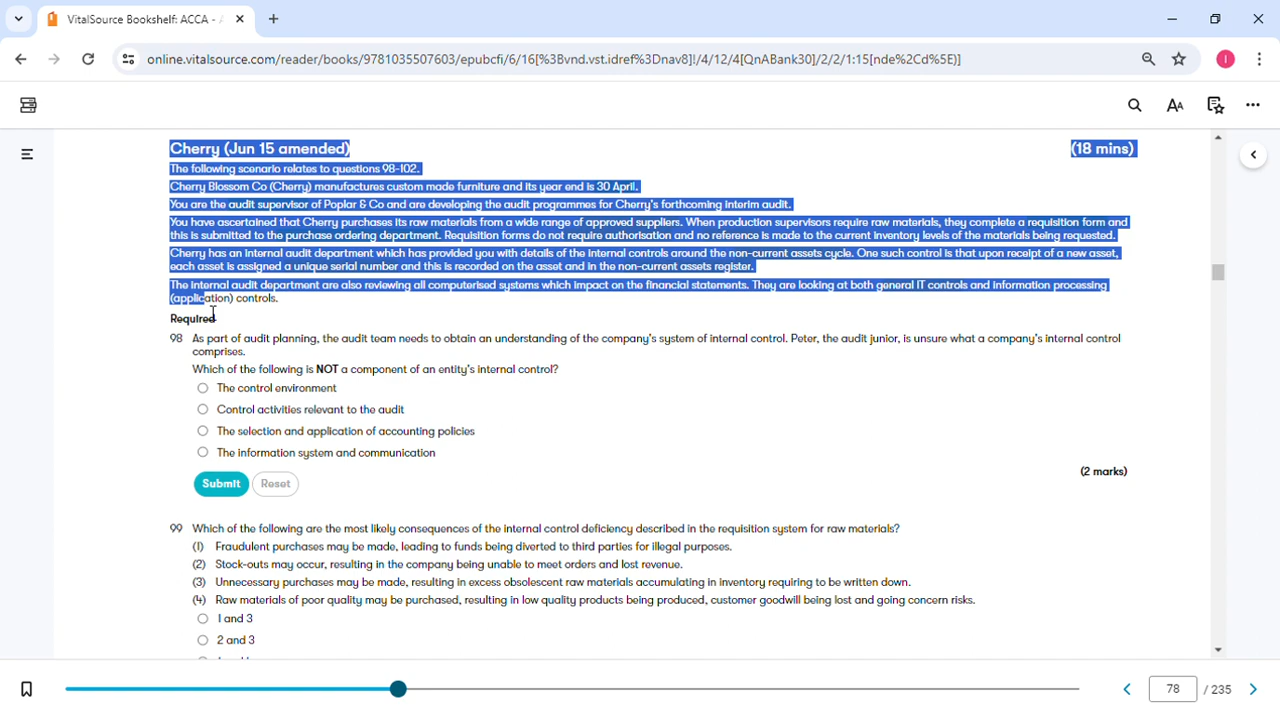 VitalSource Bookshelf: ACCA -
online.vitalsource.com/reader/books/9781035507603/epubcfi/6/16[%3Bvnd.vst.idref%3Dnav8]!/4/12/4[QnABank30]/2/2/1:15[nde%2Cd%5E)]
Cherry (Jun 15 amended) (18 mins)
The following scenario relates to questions 98-102.
Cherry Blossom Co (Cherry) manufactures custom made furniture and its year end is 30 April.
You are the audit supervisor of Poplar & Co and are developing the audit programmes for Cherry's forthcoming interim audit.
You have ascertained that Cherry purchases its raw materials from a wide range of approved suppliers. When production supervisors require raw materials, they complete a requisition form and
this is submitted to the purchase ordering department. Requisition forms do not require authorisation and no reference is made to the current inventory levels of the materials being requested.
Cherry has an internal audit department which has provided you with details of the internal controls around the non-current assets cycle. One such control is that upon receipt of a new asset,
each asset is assigned a unique serial number and this is recorded on the asset and in the non-current assets register.
The internal audit department are also reviewing all computerised systems which impact on the financial statements. They are looking at both general IT controls and information processing
(application) controls.
Required
98 As part of audit planning, the audit team needs to obtain an understanding of the company's system of internal control. Peter, the audit junior, is unsure what a company's internal control
comprises.
Which of the following is NOT a component of an entity's internal control?
The control environment
Control activities relevant to the audit
The selection and application of accounting policies
The information system and communication
(2 marks)
Submit Reset
99 Which of the following are the most likely consequences of the internal control deficiency described in the requisition system for raw materials?
(1) Fraudulent purchases may be made, leading to funds being diverted to third parties for illegal purposes.
(2) Stock-outs may occur, resulting in the company being unable to meet orders and lost revenue.
(3) Unnecessary purchases may be made, resulting in excess obsolescent raw materials accumulating in inventory requiring to be written down.
(4) Raw materials of poor quality may be purchased, resulting in low quality products being produced, customer goodwill being lost and going concern risks.
1 and 3
2 and 3
78 / 235